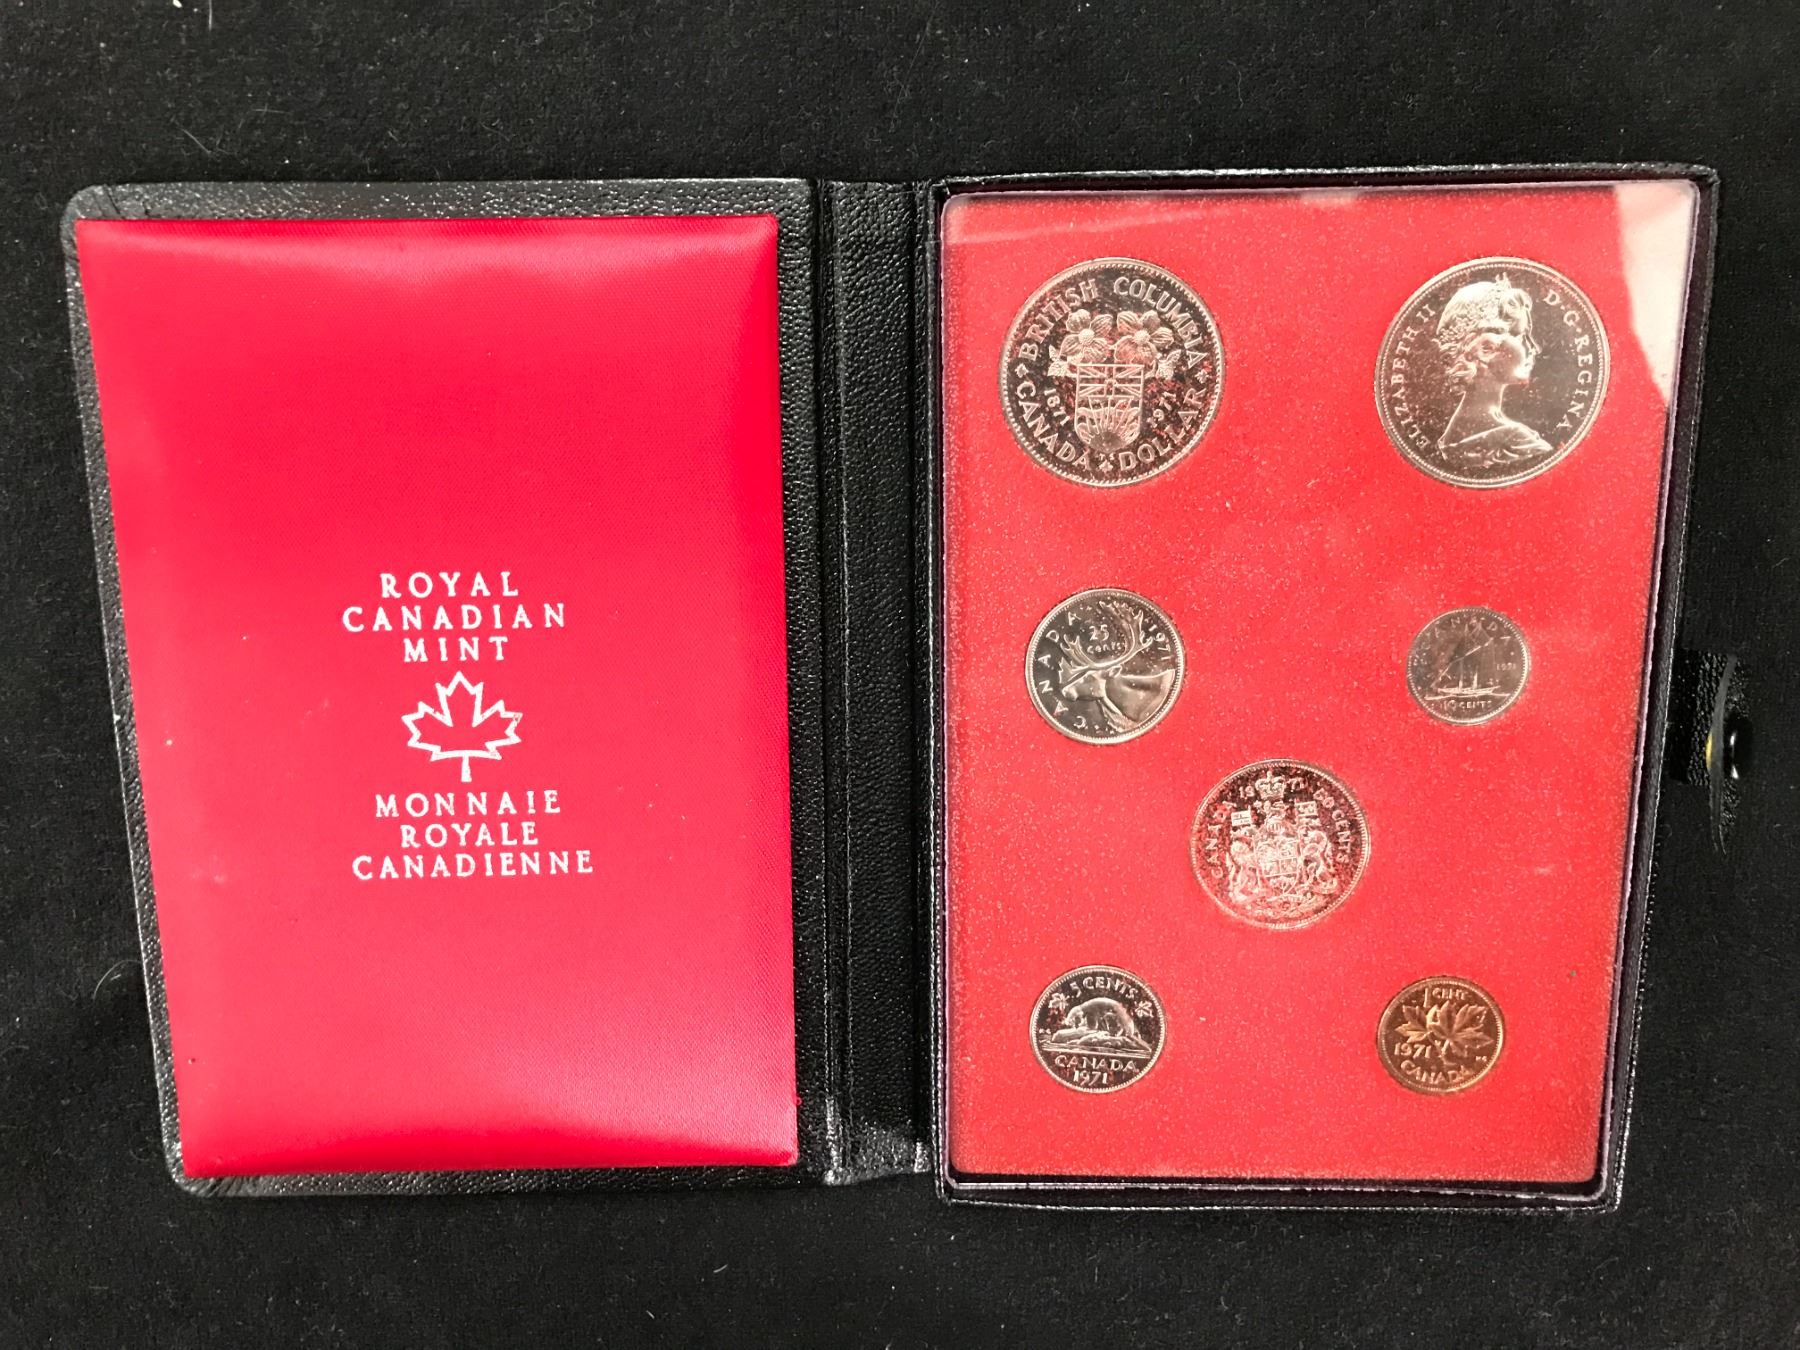 ROYAL
CANADIAN
MINT
MONNAIE
ROYALE
CANADIENNE
BRITISH COLUMBIA
1871 1971
CANADA DOLLAR
ELIZABETH II D·G·REGINA
CANADA 1971
25
cents
CANADA
1971
10 CENTS
CANADA 1971 50 CENTS
5 CENTS
CANADA
1971
1 CENT
1971
CANADA